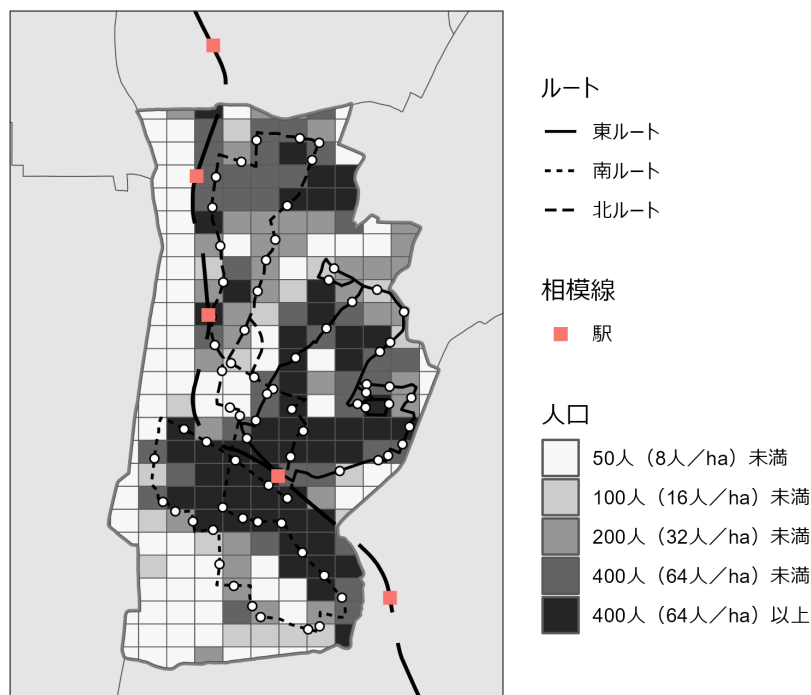 ルート
東ルート
南ルート
北ルート
相模線
駅
人口
50人（8人／ha）未満
100人（16人／ha）未満
200人（32人／ha）未満
400人（64人／ha）未満
400人（64人／ha）以上